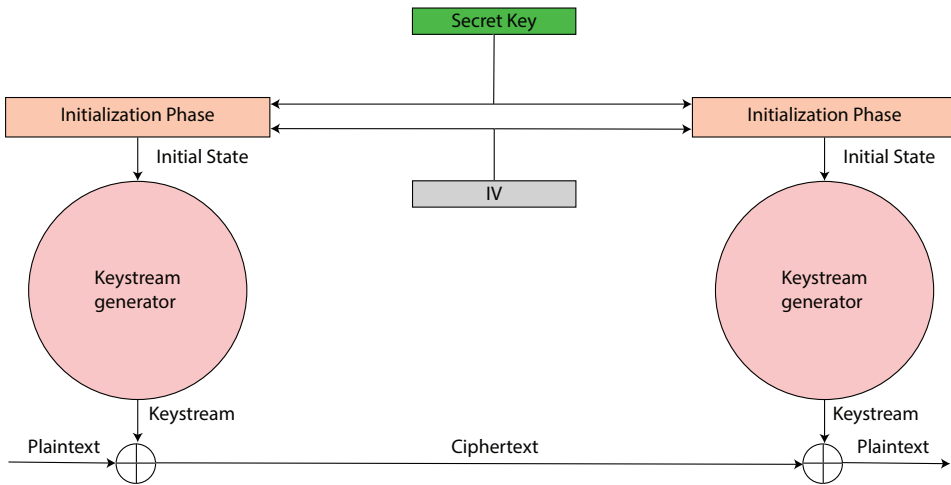 Secret Key
Initialization Phase
Initialization Phase
Initial State
Initial State
IV
Keystream
generator
Keystream
generator
Keystream
Keystream
Plaintext
Ciphertext
Plaintext